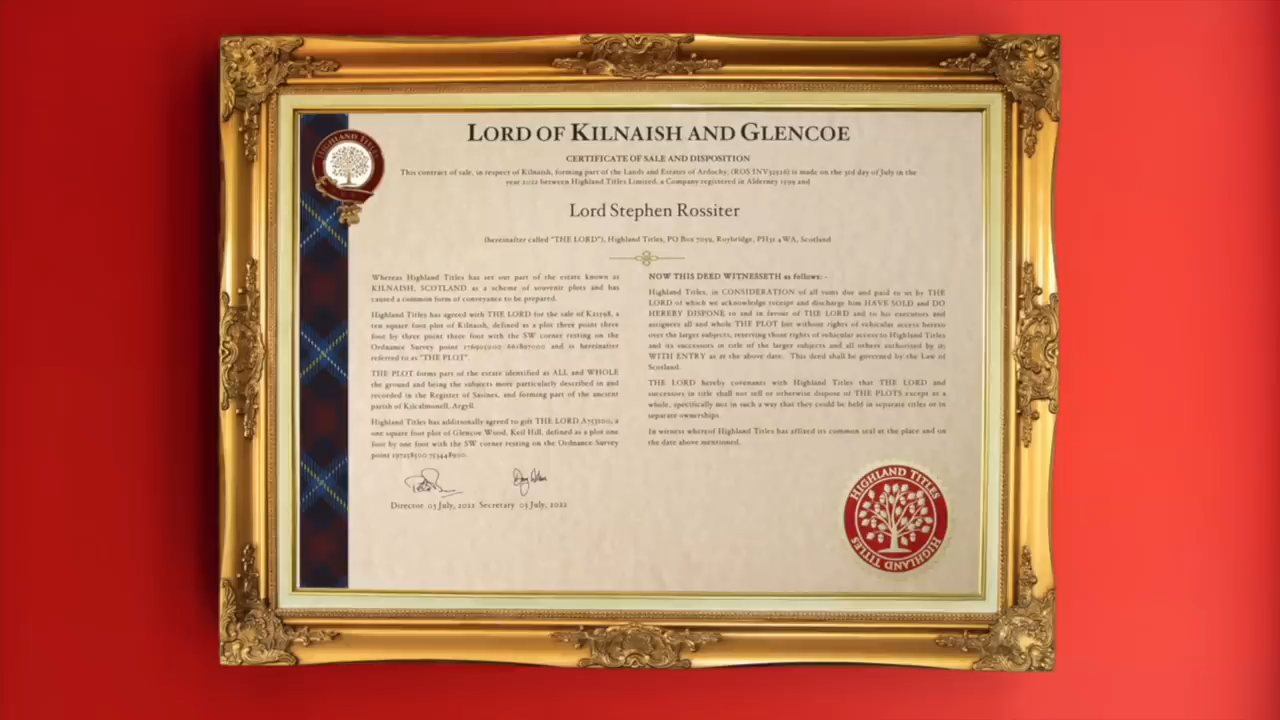 HIGHLAND TITLES
LORD OF KILNAISH AND GLENCOE
CERTIFICATE OF SALE AND DISPOSITION
This contract of sale, in respect of Kilnaish, forming part of the Lands and Estates of Ardochy, (ROS INV31526) is made on the 3rd day of July in the
year 2022 between Highland Titles Limited, a Company registered in Alderney 1599 and
Lord Stephen Rossiter
(hereinafter called "THE LORD"), Highland Titles, PO Box 7059, Roybridge, PH31 4WA, Scotland
Whereas Highland Titles has set out part of the estate known as
KILNAISH, SCOTLAND as a scheme of souvenir plots and has
caused a common form of conveyance to be prepared.
Highland Titles has agreed with THE LORD for the sale of a
ten square foot plot of Kilnaish, defined as a plot three point three
foot by three point three foot with the SW corner resting on the
Ordnance Survey point and is hereinafter
referred to as "THE PLOT".
THE PLOT forms part of the estate identified as ALL and WHOLE
the ground and being the subjects more particularly described in and
recorded in the Register of Sasines, and forming part of the ancient
parish of Kilcalmonell, Argyll.
Highland Titles has additionally agreed to gift THE LORD a
one square foot plot of Glencoe Wood, Keil Hill, defined as a plot one
foot by one foot with the SW corner resting on the Ordnance Survey
point
Director 03 July, 2022 Secretary 03 July, 2022
NOW THIS DEED WITNESSETH as follows: -
Highland Titles, in CONSIDERATION of all sums due and paid to us by THE
LORD of which we acknowledge receipt and discharge him HAVE SOLD and DO
HEREBY DISPONE to and in favour of THE LORD and to his executors and
assignees all and whole THE PLOT but without rights of vehicular access hereto
over the larger subjects, reserving those rights of vehicular access to Highland Titles
and its successors in title of the larger subjects and all others authorised by it;
WITH ENTRY as at the above date. This deed shall be governed by the Law of
Scotland.
THE LORD hereby covenants with Highland Titles that THE LORD and
successors in title shall not sell or otherwise dispose of THE PLOTS except as a
whole, specifically not in such a way that they could be held in separate titles or in
separate ownerships.
In witness whereof Highland Titles has affixed its common seal at the place and on
the date above mentioned.
HIGHLAND TITLES
HIGHLAND TITLES